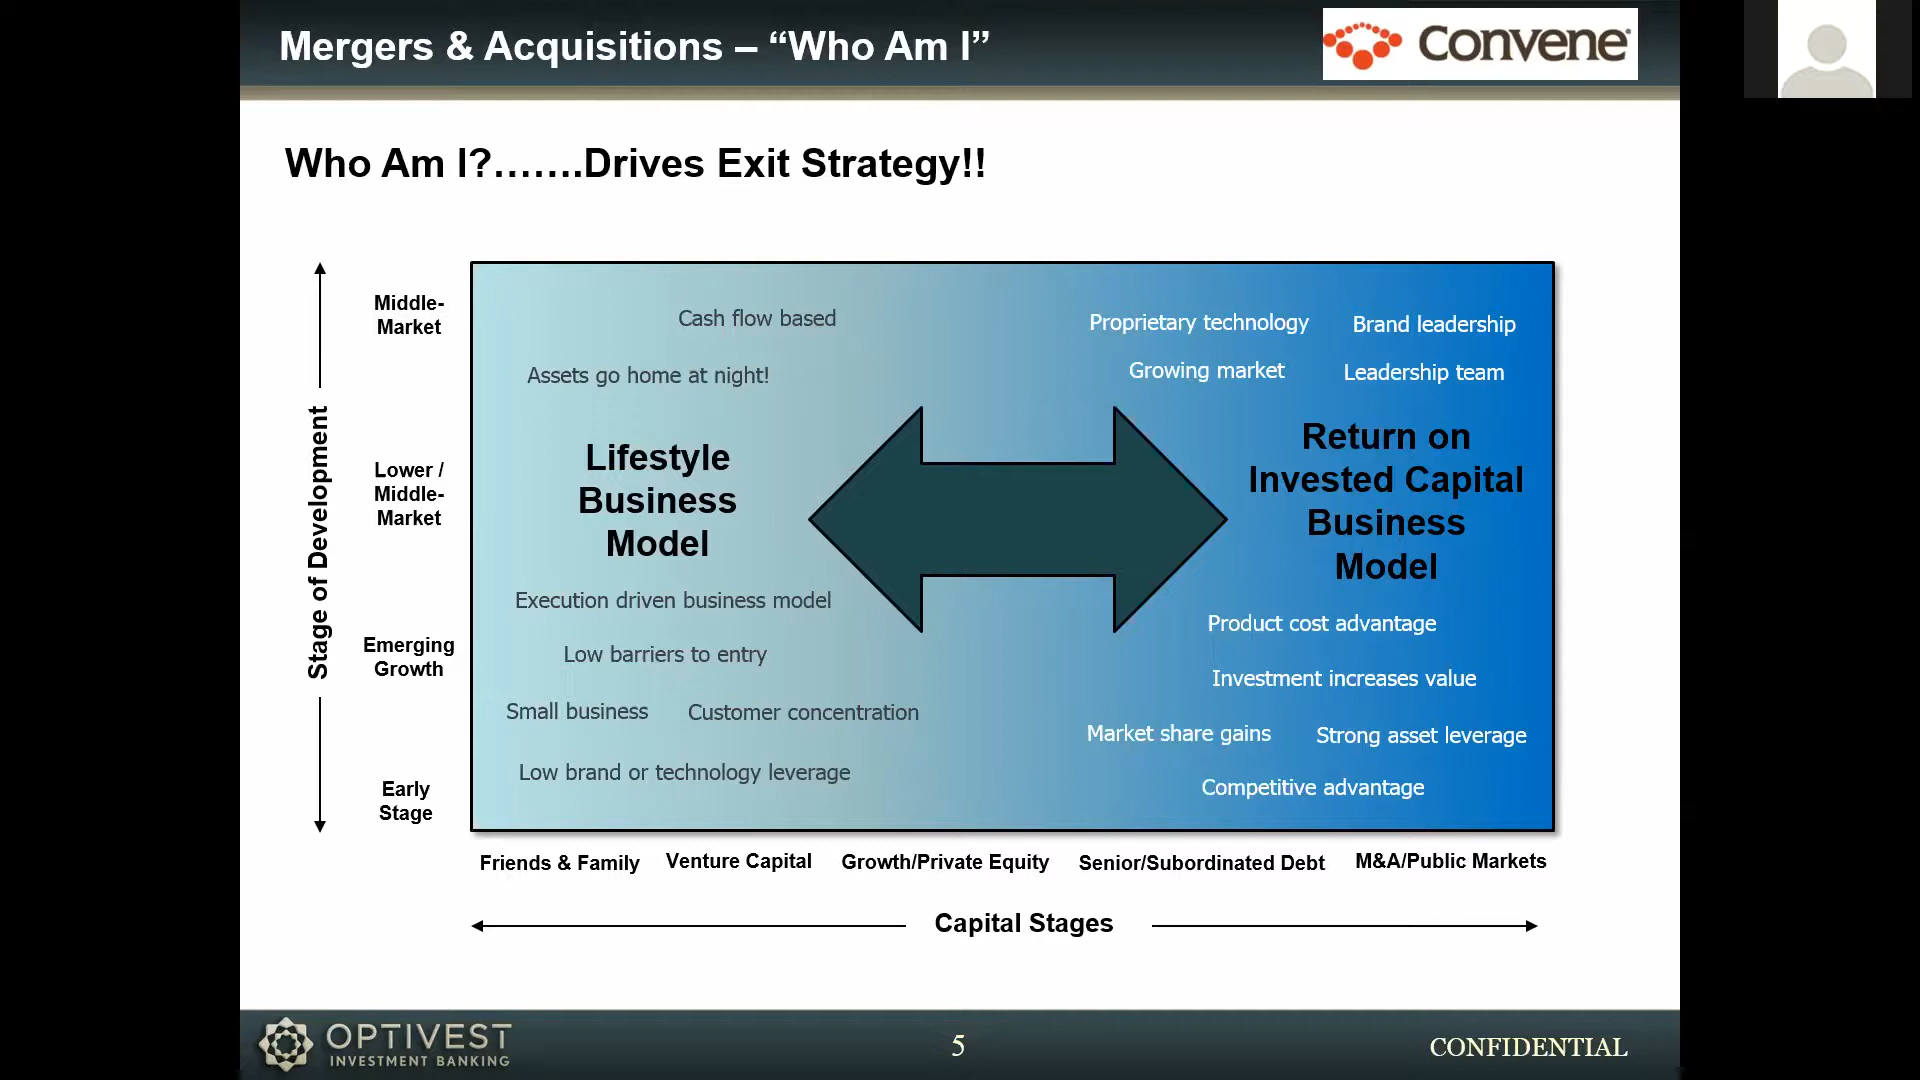 Mergers & Acquisitions – “Who Am I”
Convene®
Who Am I?.......Drives Exit Strategy!!
Stage of Development
Middle-
Market
Lower /
Middle-
Market
Emerging
Growth
Early
Stage
Cash flow based
Assets go home at night!
Lifestyle
Business
Model
Execution driven business model
Low barriers to entry
Small business
Customer concentration
Low brand or technology leverage
Proprietary technology
Brand leadership
Growing market
Leadership team
Return on
Invested Capital
Business
Model
Product cost advantage
Investment increases value
Market share gains
Strong asset leverage
Competitive advantage
Friends & Family
Venture Capital
Growth/Private Equity
Senior/Subordinated Debt
M&A/Public Markets
Capital Stages
OPTIVEST
INVESTMENT BANKING
5
CONFIDENTIAL